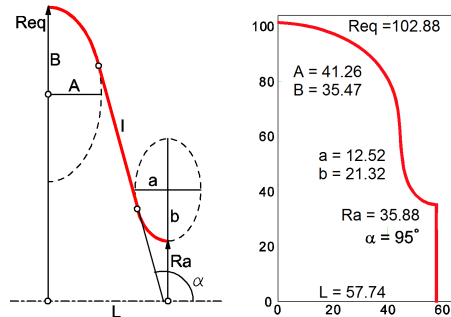 Req
B
A
l
a
b
Ra
α
L
100
80
60
40
20
0
Req =102.88
A = 41.26
B = 35.47
a = 12.52
b = 21.32
Ra = 35.88
α = 95°
L = 57.74
0 20 40 60